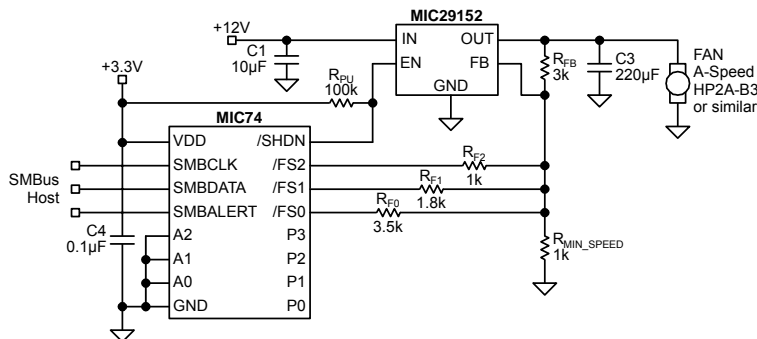 MIC29152
+12V
IN
OUT
C1
10µF
EN
FB
GND
RFB
3k
C3
220µF
FAN
A-Speed
HP2A-B3
or similar
+3.3V
RPU
100k
MIC74
VDD
/SHDN
SMBCLK
/FS2
RF2
1k
SMBus
Host
SMBDATA
/FS1
RF1
1.8k
SMBALERT
/FS0
RF0
3.5k
C4
0.1µF
A2
P3
RMIN_SPEED
1k
A1
P2
A0
P1
GND
P0